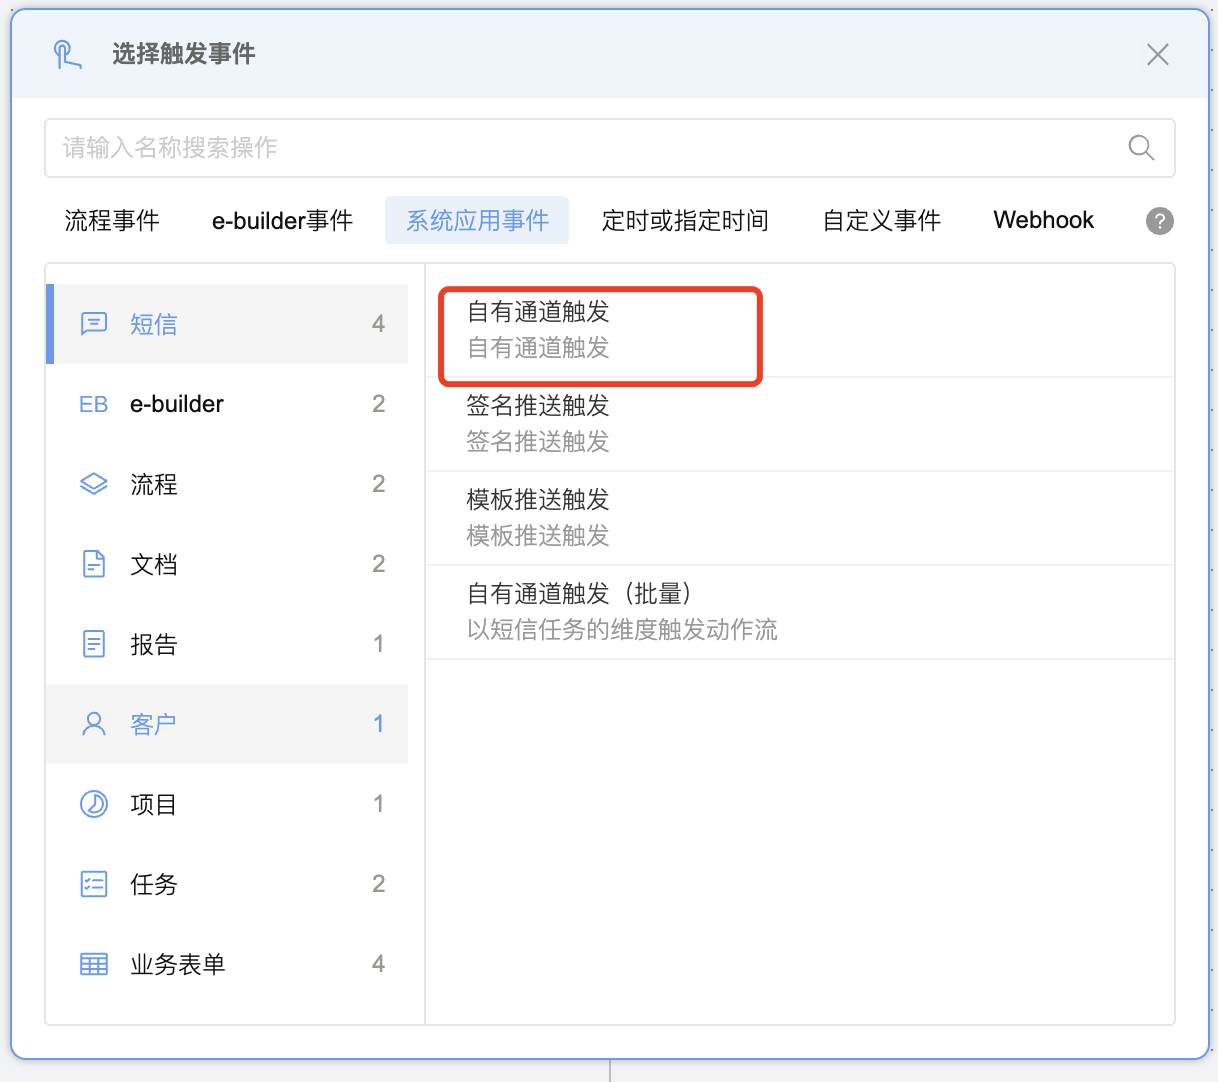 选择触发事件
请输入名称搜索操作
流程事件 e-builder事件 系统应用事件 定时或指定时间 自定义事件 Webhook ?
短信 4
EB e-builder 2
流程 2
文档 2
报告 1
客户 1
项目 1
任务 2
业务表单 4
自有通道触发
自有通道触发
签名推送触发
签名推送触发
模板推送触发
模板推送触发
自有通道触发（批量）
以短信任务的维度触发动作流